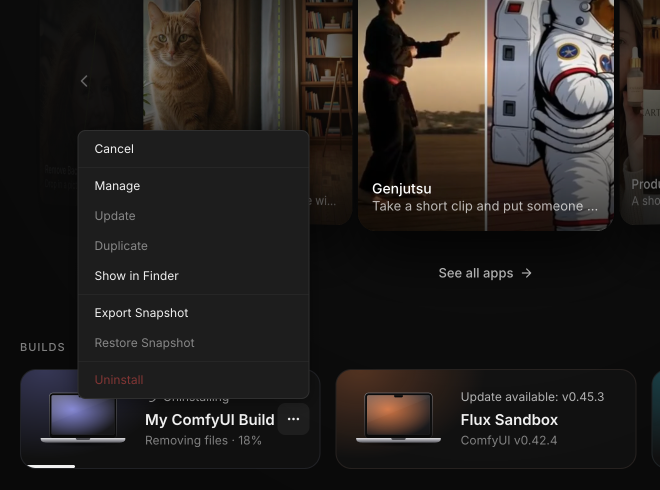 Cancel
Manage
Update
Duplicate
Show in Finder
Export Snapshot
Restore Snapshot
Uninstall
e wi...
Genjutsu
Take a short clip and put someone ...
Produ
A sho
ART
See all apps →
BUILDS
Uninstalling
My ComfyUI Build
Removing files · 18%
Update available: v0.45.3
Flux Sandbox
ComfyUI v0.42.4